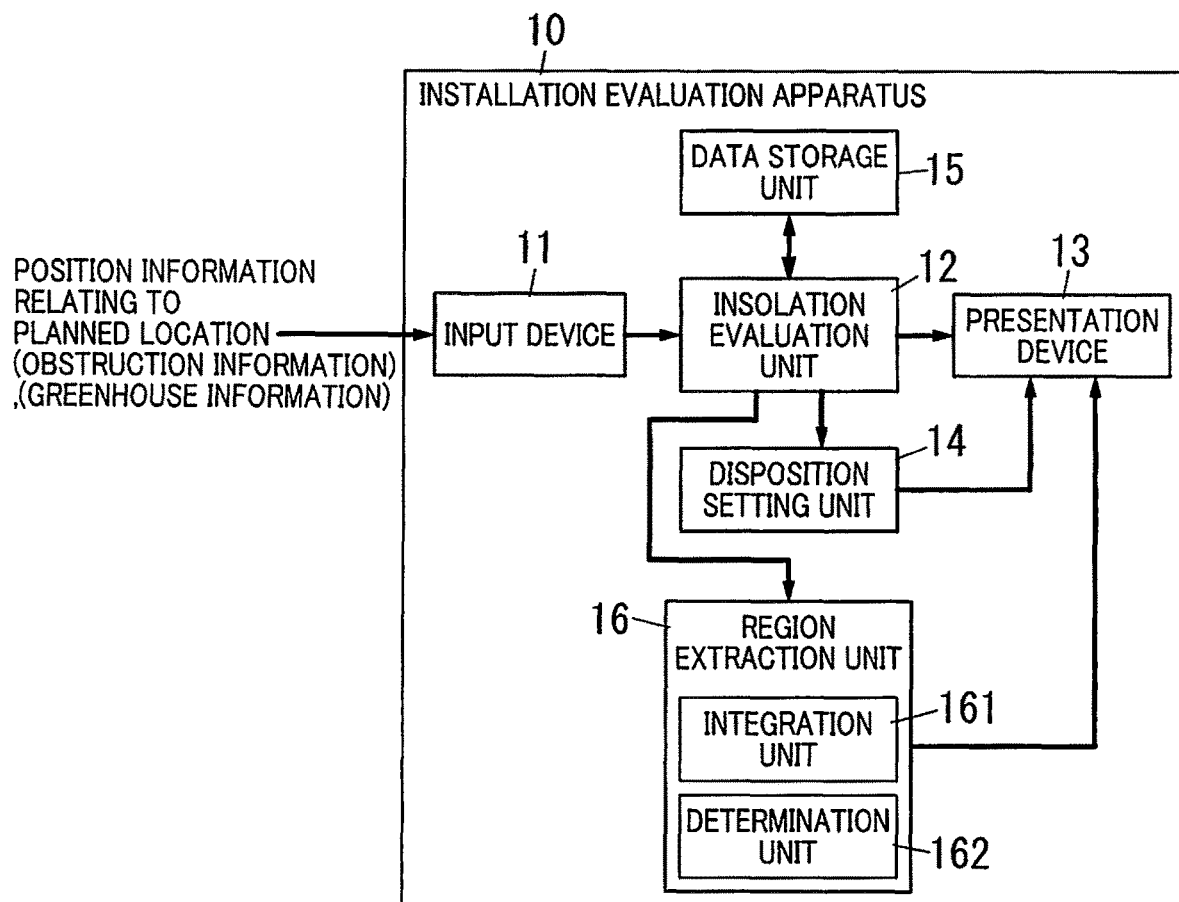 10
INSTALLATION EVALUATION APPARATUS
DATA STORAGE
UNIT
15
POSITION INFORMATION
RELATING TO
PLANNED LOCATION
(OBSTRUCTION INFORMATION)
,(GREENHOUSE INFORMATION)
11
INPUT DEVICE
12
INSOLATION
EVALUATION
UNIT
13
PRESENTATION
DEVICE
14
DISPOSITION
SETTING UNIT
16
REGION
EXTRACTION UNIT
161
INTEGRATION
UNIT
DETERMINATION
UNIT
162